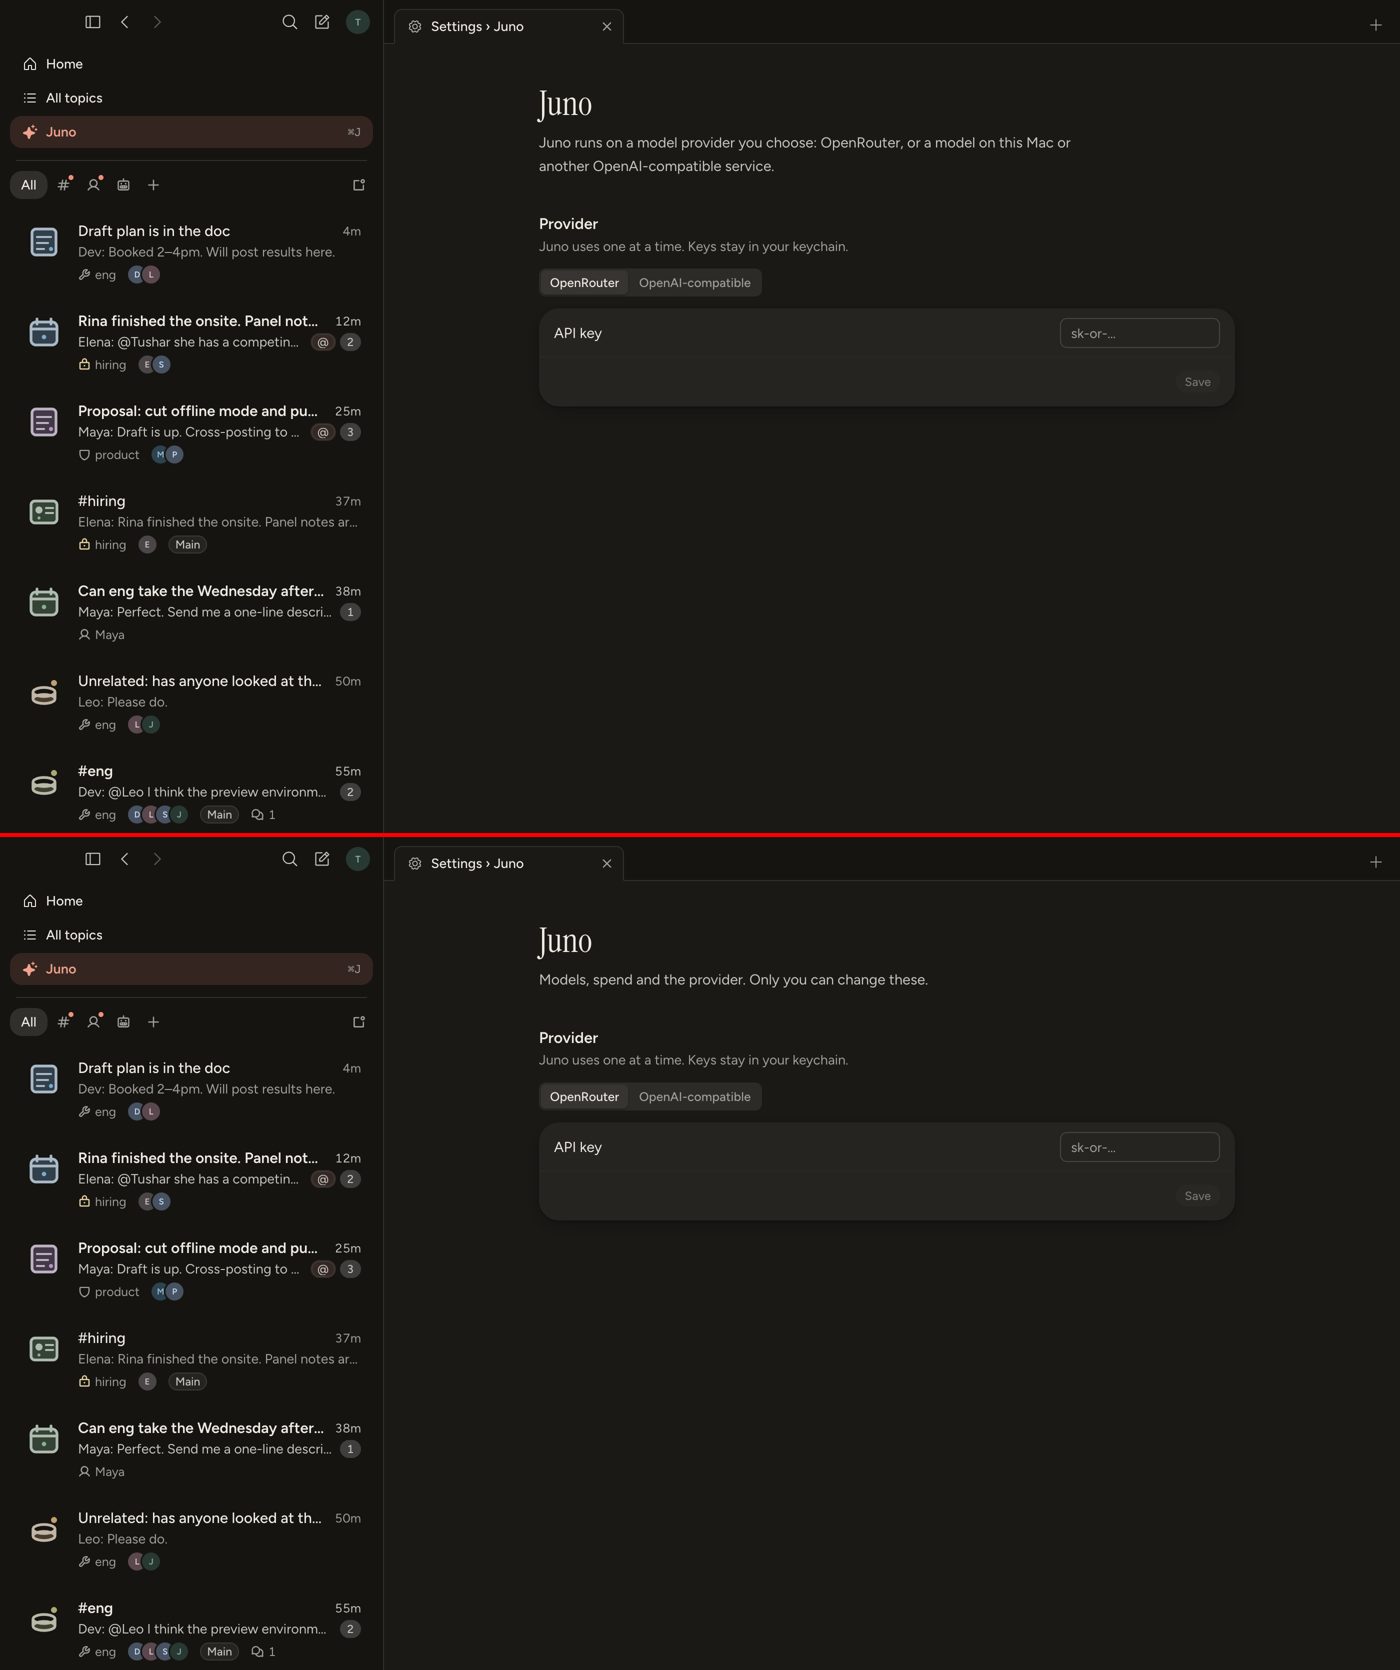 T
Settings › Juno
Home
All topics
Juno
⌘J
All
Draft plan is in the doc
4m
Dev: Booked 2–4pm. Will post results here.
eng
D
L
Rina finished the onsite. Panel not...
12m
Elena: @Tushar she has a competin...
@
2
hiring
E
S
Proposal: cut offline mode and pu...
25m
Maya: Draft is up. Cross-posting to ...
@
3
product
M
P
#hiring
37m
Elena: Rina finished the onsite. Panel notes ar...
hiring
E
Main
Can eng take the Wednesday after...
38m
Maya: Perfect. Send me a one-line descri...
1
Maya
Unrelated: has anyone looked at th...
50m
Leo: Please do.
eng
L
J
#eng
55m
Dev: @Leo I think the preview environm...
2
eng
D
L
S
J
Main
1
Juno
Juno runs on a model provider you choose: OpenRouter, or a model on this Mac or
another OpenAI-compatible service.
Provider
Juno uses one at a time. Keys stay in your keychain.
OpenRouter
OpenAI-compatible
API key
sk-or-...
Save
T
Settings › Juno
Home
All topics
Juno
⌘J
All
Draft plan is in the doc
4m
Dev: Booked 2–4pm. Will post results here.
eng
D
L
Rina finished the onsite. Panel not...
12m
Elena: @Tushar she has a competin...
@
2
hiring
E
S
Proposal: cut offline mode and pu...
25m
Maya: Draft is up. Cross-posting to ...
@
3
product
M
P
#hiring
37m
Elena: Rina finished the onsite. Panel notes ar...
hiring
E
Main
Can eng take the Wednesday after...
38m
Maya: Perfect. Send me a one-line descri...
1
Maya
Unrelated: has anyone looked at th...
50m
Leo: Please do.
eng
L
J
#eng
55m
Dev: @Leo I think the preview environm...
2
eng
D
L
S
J
Main
1
Juno
Models, spend and the provider. Only you can change these.
Provider
Juno uses one at a time. Keys stay in your keychain.
OpenRouter
OpenAI-compatible
API key
sk-or-...
Save